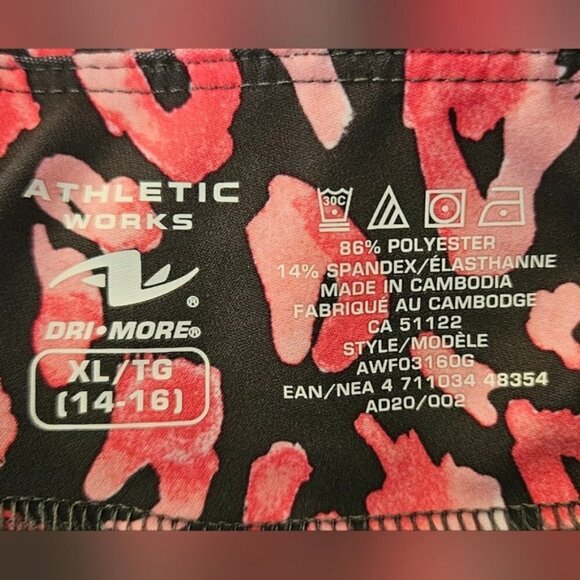 ATHLETIC
WORKS
®
DRI•MORE®
XL/TG
(14-16)
30C
86% POLYESTER
14% SPANDEX/ÉLASTHANNE
MADE IN CAMBODIA
FABRIQUÉ AU CAMBODGE
CA 51122
STYLE/MODÈLE
AWF03160G
EAN/NEA 4 711034 48354
AD20/002